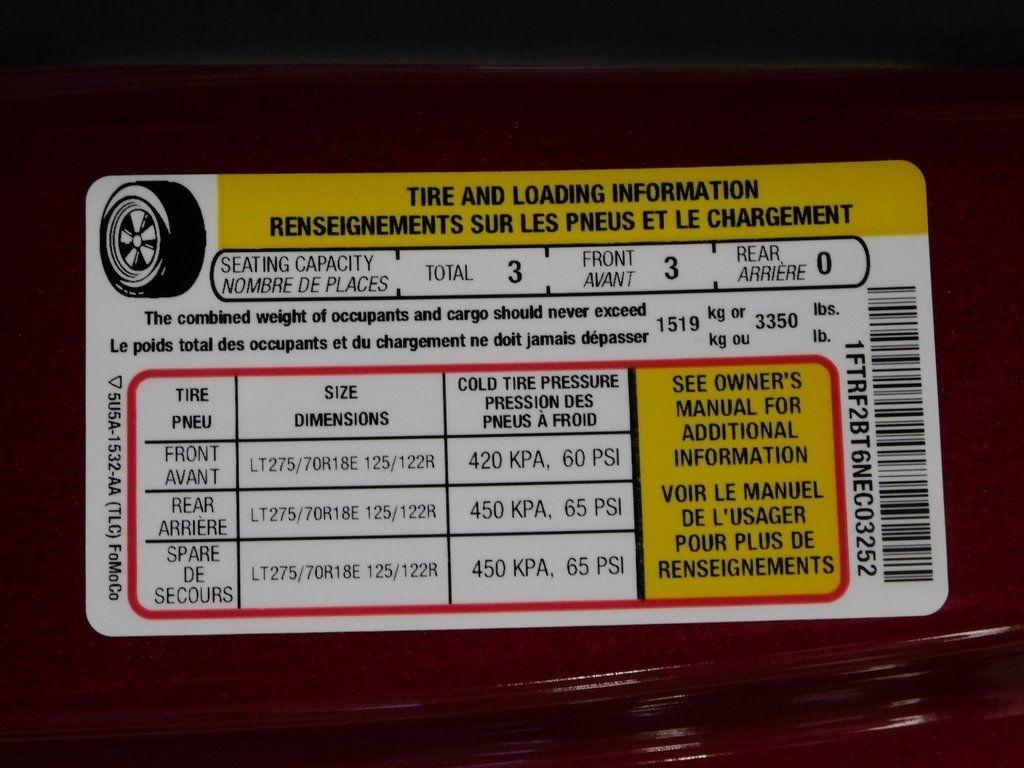 TIRE AND LOADING INFORMATION
RENSEIGNEMENTS SUR LES PNEUS ET LE CHARGEMENT
SEATING CAPACITY
NOMBRE DE PLACES
TOTAL 3
FRONT
AVANT 3
REAR
ARRIÈRE 0
The combined weight of occupants and cargo should never exceed 1519 kg or 3350 lbs.
Le poids total des occupants et du chargement ne doit jamais dépasser kg ou lb.
TIRE
PNEU
SIZE
DIMENSIONS
COLD TIRE PRESSURE
PRESSION DES
PNEUS À FROID
FRONT
AVANT
LT275/70R18E 125/122R
420 KPA, 60 PSI
REAR
ARRIÈRE
LT275/70R18E 125/122R
450 KPA, 65 PSI
SPARE
DE
SECOURS
LT275/70R18E 125/122R
450 KPA, 65 PSI
SEE OWNER'S
MANUAL FOR
ADDITIONAL
INFORMATION
VOIR LE MANUEL
DE L'USAGER
POUR PLUS DE
RENSEIGNEMENTS
1FTRF2BT6NEC03252
5U5A-1532-AA (TLC) FoMoCo